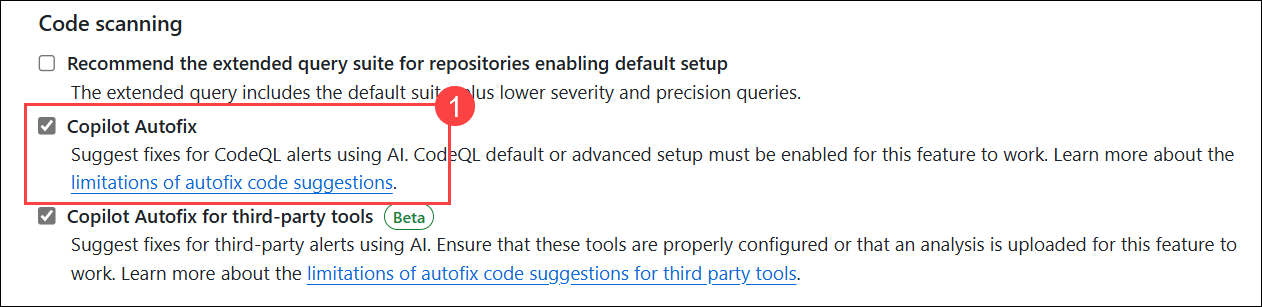 Code scanning
Recommend the extended query suite for repositories enabling default setup
The extended query includes the default suite plus lower severity and precision queries.
1
Copilot Autofix
Suggest fixes for CodeQL alerts using AI. CodeQL default or advanced setup must be enabled for this feature to work. Learn more about the
limitations of autofix code suggestions.
Copilot Autofix for third-party tools Beta
Suggest fixes for third-party alerts using AI. Ensure that these tools are properly configured or that an analysis is uploaded for this feature to
work. Learn more about the limitations of autofix code suggestions for third party tools.